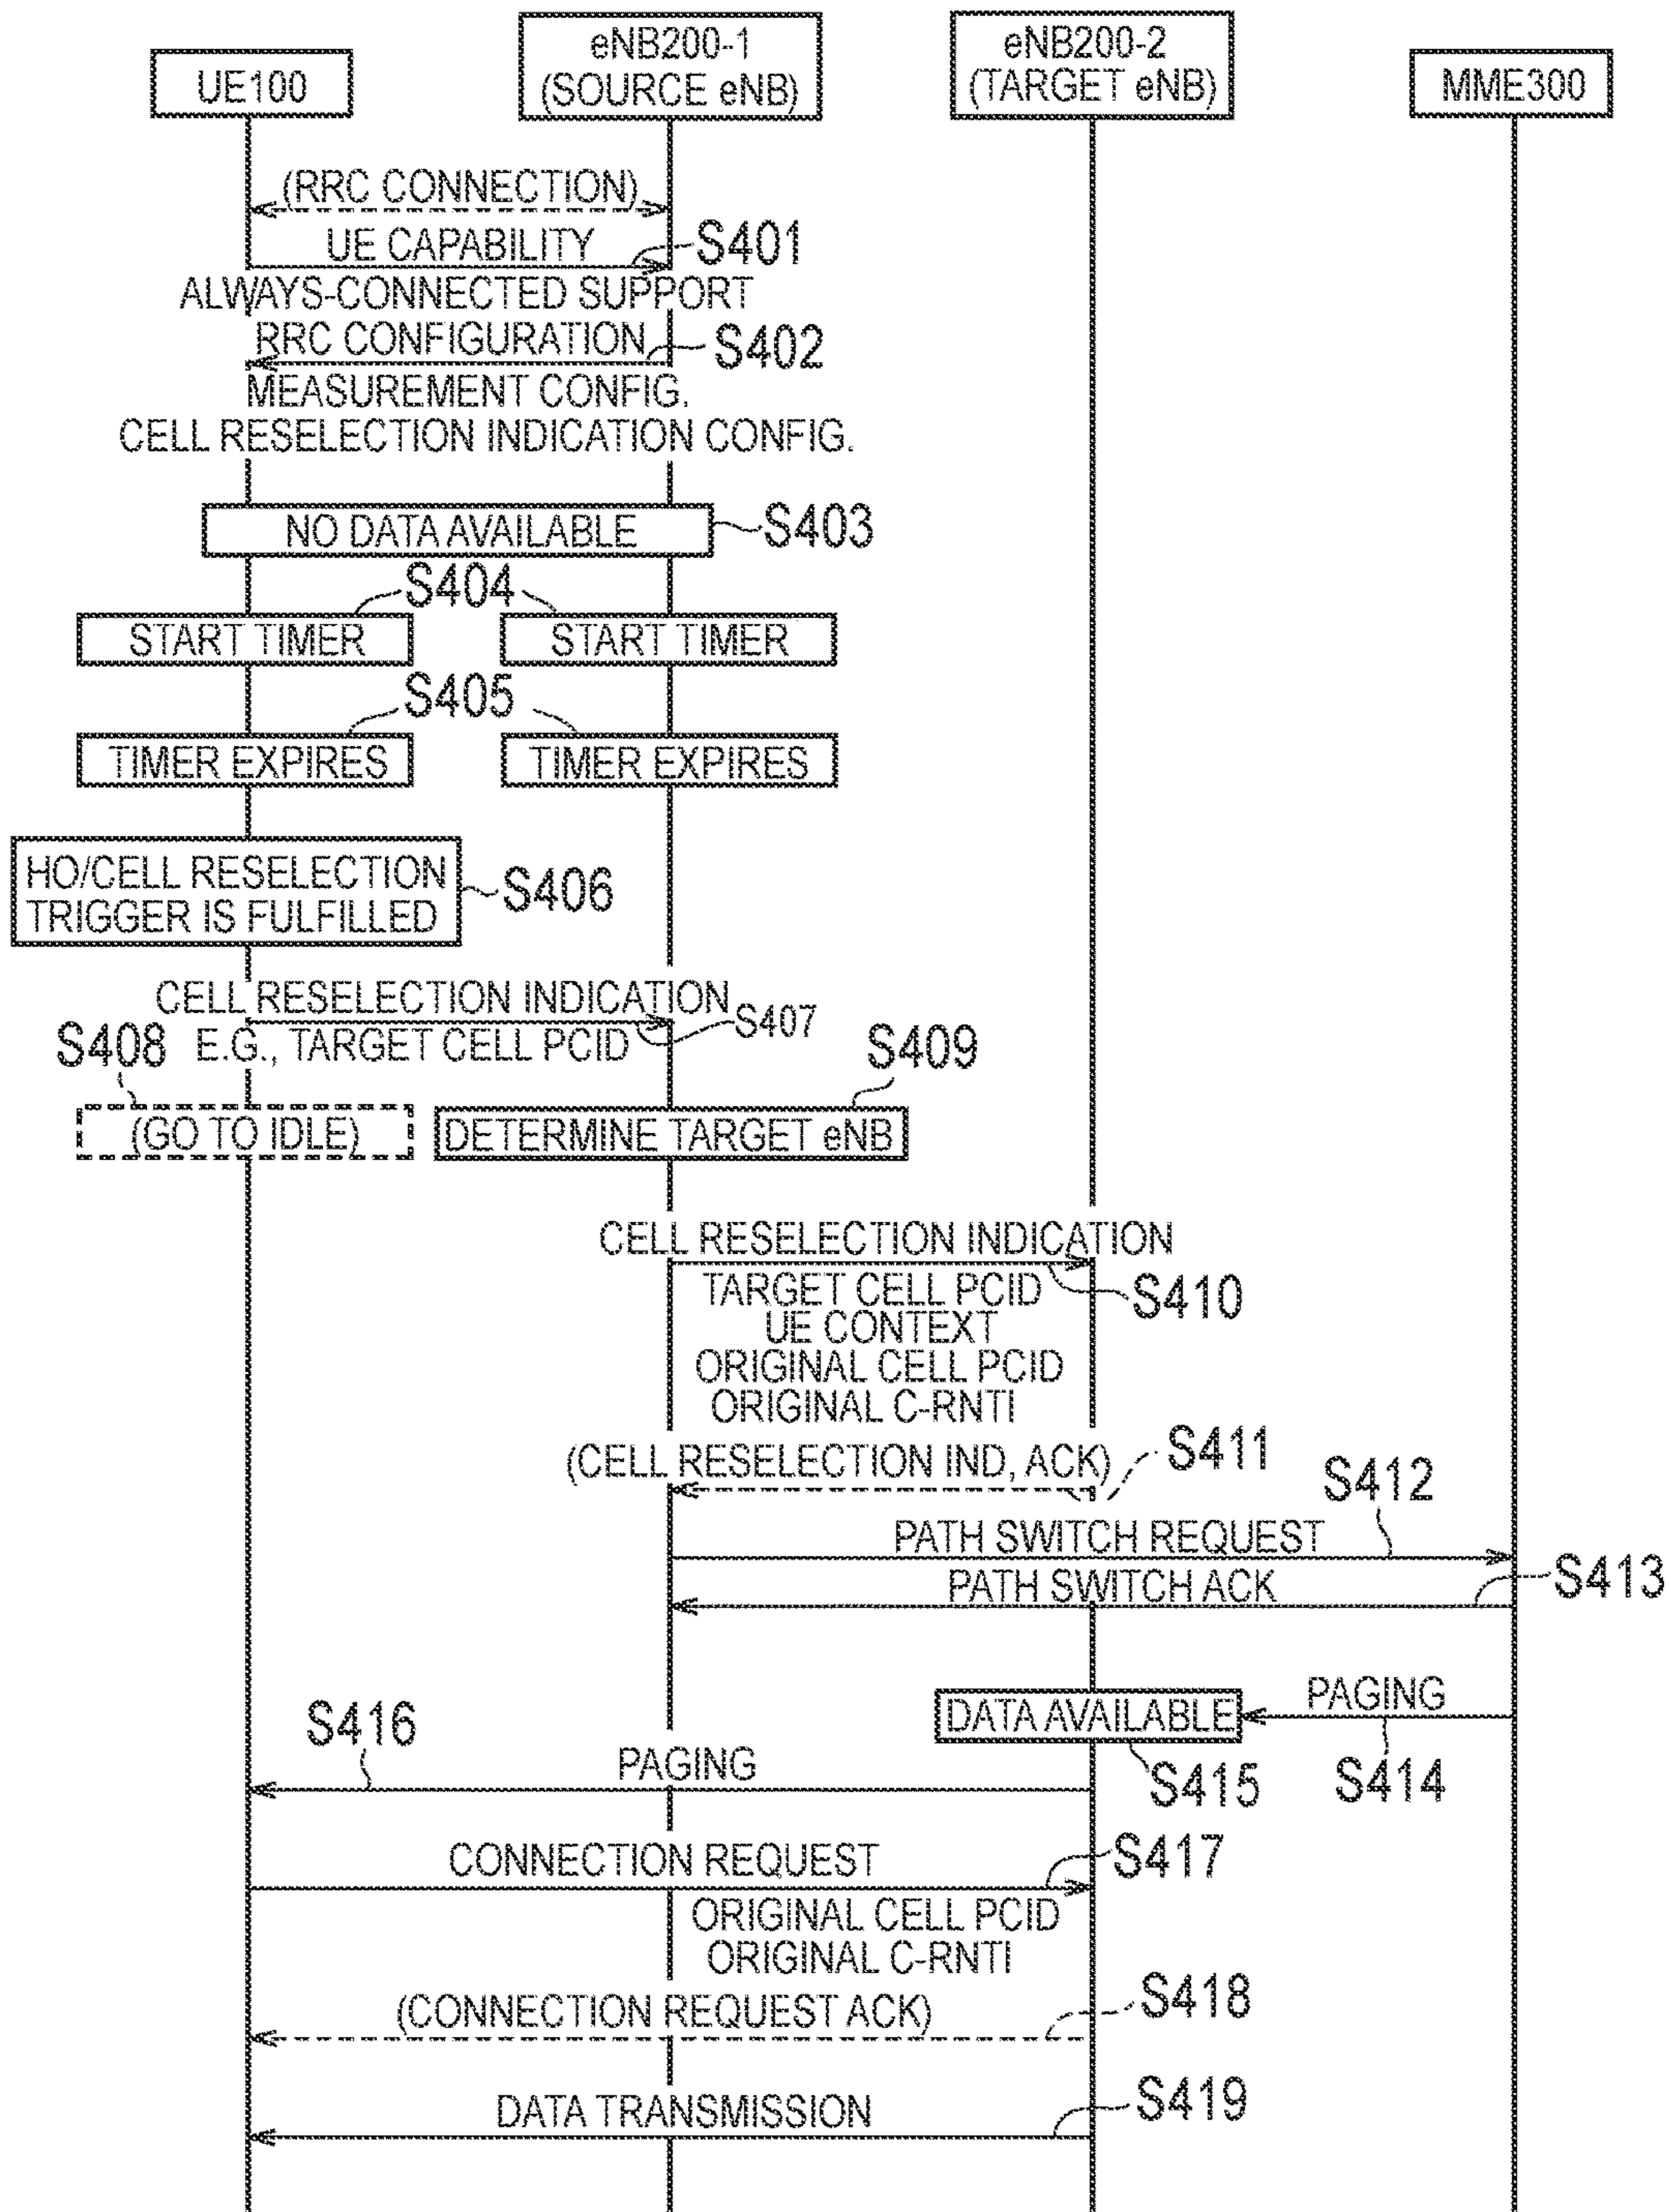 UE100
eNB200-1
(SOURCE eNB)
eNB200-2
(TARGET eNB)
MME300
(RRC CONNECTION)
UE CAPABILITY
S401
ALWAYS-CONNECTED SUPPORT
RRC CONFIGURATION
S402
MEASUREMENT CONFIG.
CELL RESELECTION INDICATION CONFIG.
NO DATA AVAILABLE
S403
S404
START TIMER
START TIMER
S405
TIMER EXPIRES
TIMER EXPIRES
HO/CELL RESELECTION
TRIGGER IS FULFILLED
S406
CELL RESELECTION INDICATION
S407
E.G., TARGET CELL PCID
S408
S409
(GO TO IDLE)
DETERMINE TARGET eNB
CELL RESELECTION INDICATION
S410
TARGET CELL PCID
UE CONTEXT
ORIGINAL CELL PCID
ORIGINAL C-RNTI
(CELL RESELECTION IND, ACK)
S411
S412
PATH SWITCH REQUEST
PATH SWITCH ACK
S413
PAGING
DATA AVAILABLE
S414
S415
S416
PAGING
CONNECTION REQUEST
S417
ORIGINAL CELL PCID
ORIGINAL C-RNTI
(CONNECTION REQUEST ACK)
S418
DATA TRANSMISSION
S419